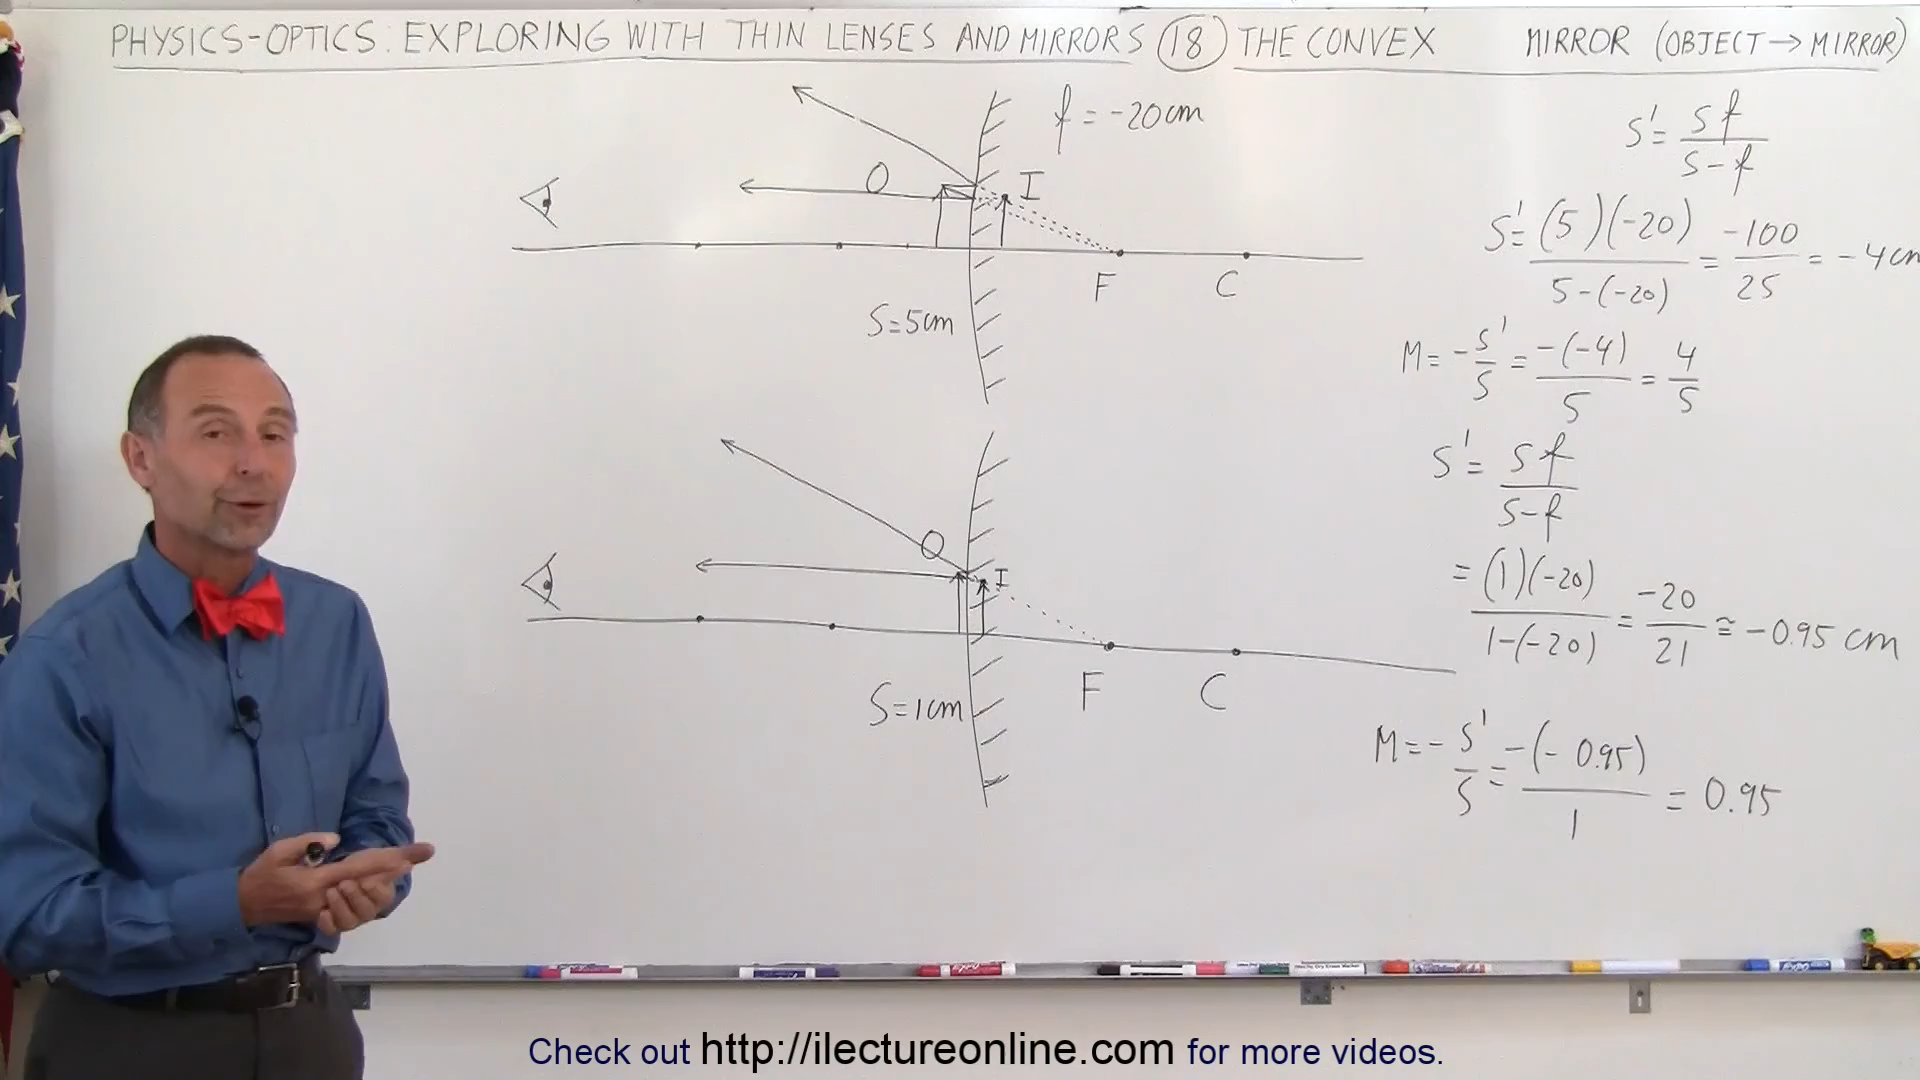 PHYSICS-OPTICS: EXPLORING WITH THIN LENSES AND MIRRORS 18 THE CONVEX MIRROR (OBJECT → MIRROR)
f = -20cm
O
I
F
C
S=5cm
S' = S f / S - f
S' = (5)(-20) / 5-(-20) = -100 / 25 = -4cm
M = - S' / S = -(-4) / 5 = 4 / 5
O
I
F
C
S=1cm
S' = S f / S-f
= (1)(-20) / 1-(-20) = -20 / 21 ≅ -0.95 cm
M = - S' / S = -(-0.95) / 1 = 0.95
EXPO
Check out http://ilectureonline.com for more videos.